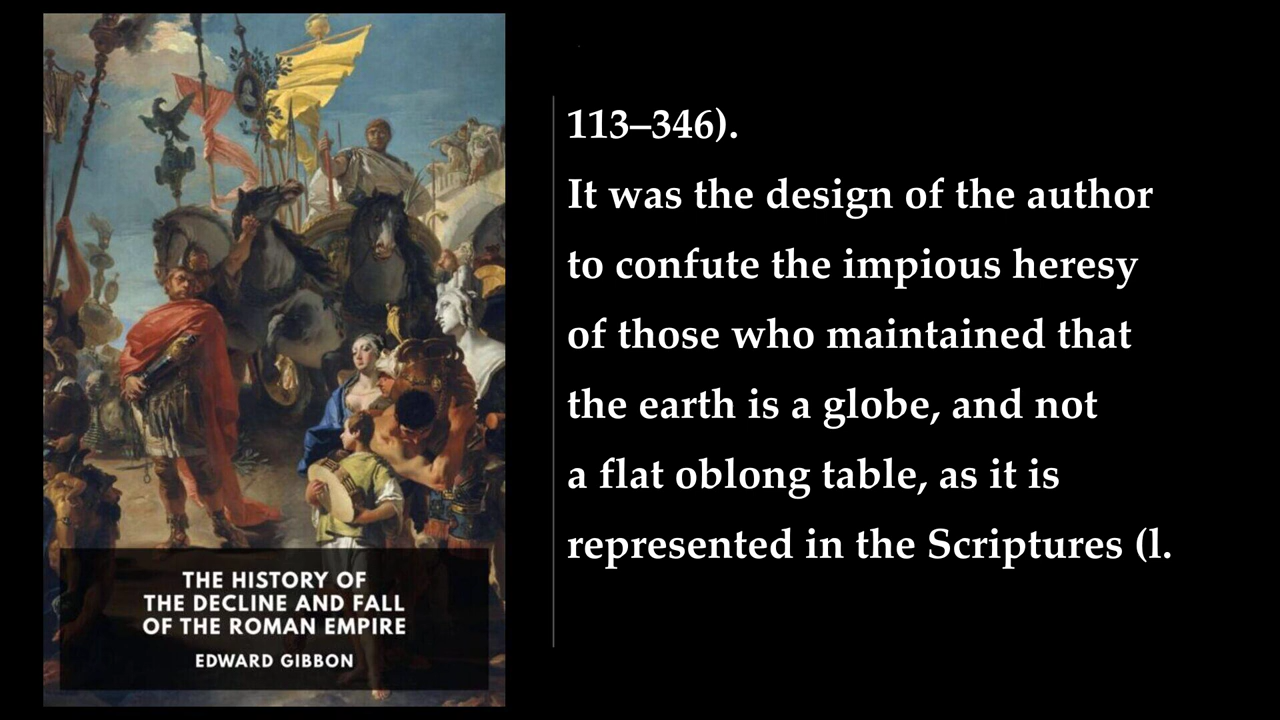 THE HISTORY OF
THE DECLINE AND FALL
OF THE ROMAN EMPIRE
EDWARD GIBBON
113–346).
It was the design of the author
to confute the impious heresy
of those who maintained that
the earth is a globe, and not
a flat oblong table, as it is
represented in the Scriptures (l.